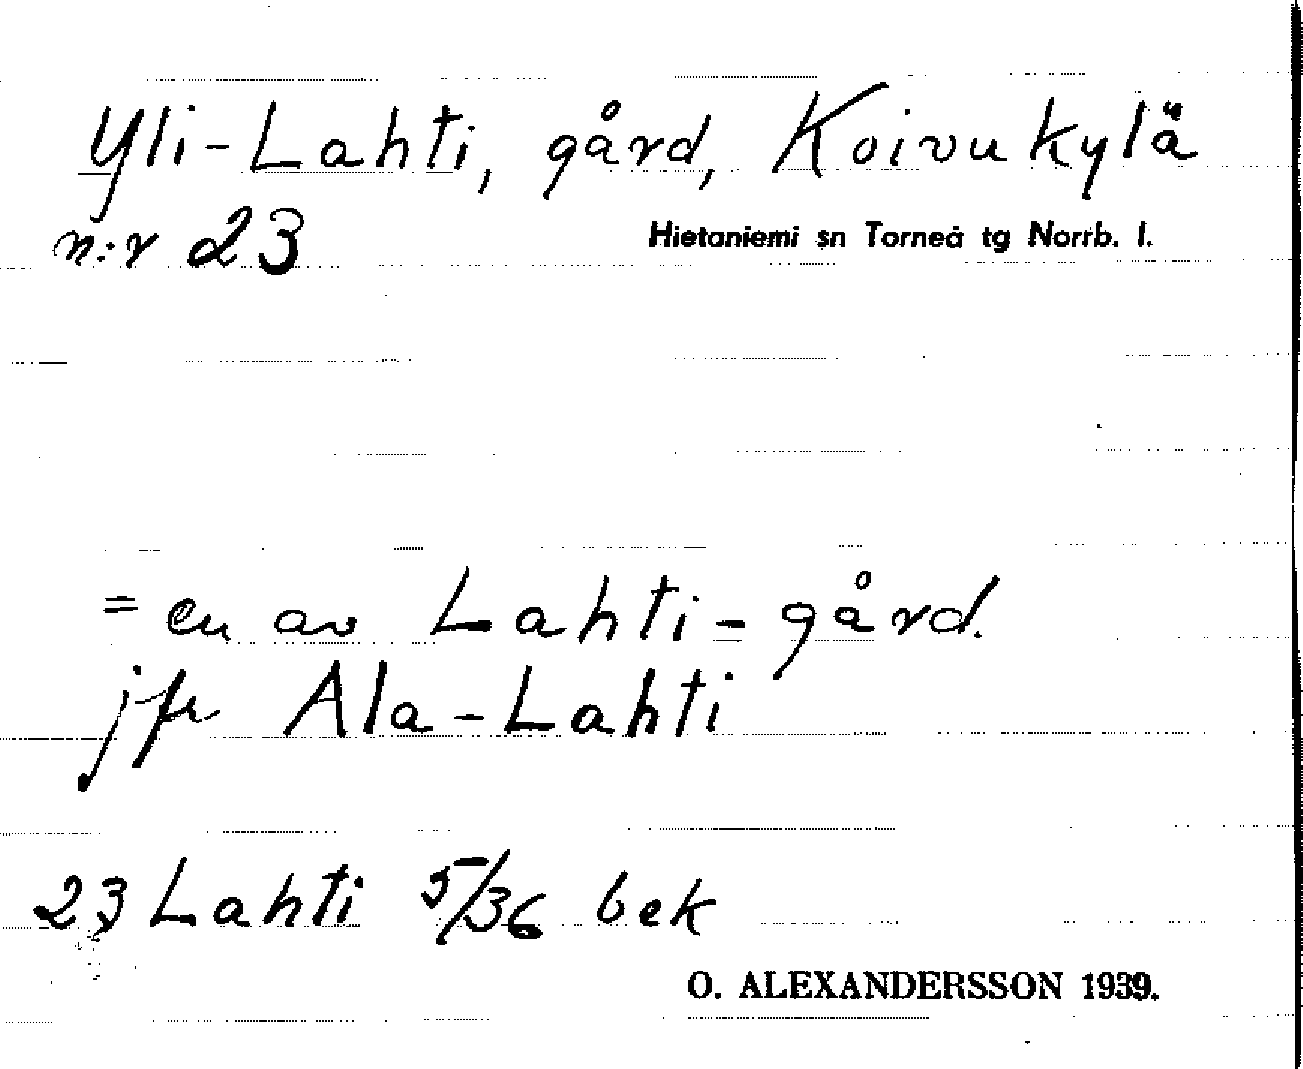 Yli-Lahti, gård, Koivukylä
n:r 23
Hietaniemi sn Torneå tg Norrb. l.
= en av Lahti-gård.
jfr Ala-Lahti
23 Lahti 5/36 bek
O. ALEXANDERSSON 1939.